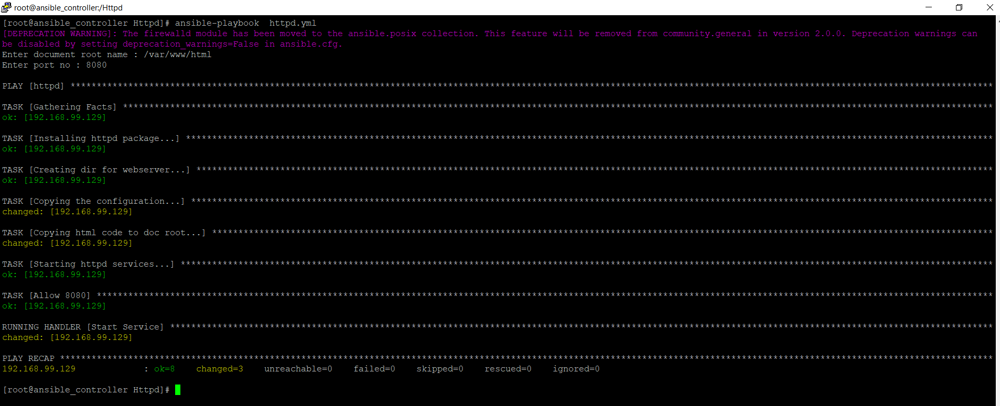 root@ansible_controller:/Httpd
[root@ansible_controller Httpd]# ansible-playbook  httpd.yml
[DEPRECATION WARNING]: The firewalld module has been moved to the ansible.posix collection. This feature will be removed from community.general in version 2.0.0. Deprecation warnings can
be disabled by setting deprecation_warnings=False in ansible.cfg.
Enter document root name : /var/www/html
Enter port no : 8080
PLAY [httpd] ********************************************************************************************************************************************************************************
TASK [Gathering Facts] **********************************************************************************************************************************************************************
ok: [192.168.99.129]
TASK [Installing httpd package...] **********************************************************************************************************************************************************
ok: [192.168.99.129]
TASK [Creating dir for webserver...] ********************************************************************************************************************************************************
ok: [192.168.99.129]
TASK [Copying the configuration...] *********************************************************************************************************************************************************
changed: [192.168.99.129]
TASK [Copying html code to doc root...] *****************************************************************************************************************************************************
changed: [192.168.99.129]
TASK [Starting httpd services...] ***********************************************************************************************************************************************************
ok: [192.168.99.129]
TASK [Allow 8080] ***************************************************************************************************************************************************************************
ok: [192.168.99.129]
RUNNING HANDLER [Start Service] *************************************************************************************************************************************************************
changed: [192.168.99.129]
PLAY RECAP **********************************************************************************************************************************************************************************
192.168.99.129             : ok=8    changed=3    unreachable=0    failed=0    skipped=0    rescued=0    ignored=0
[root@ansible_controller Httpd]#